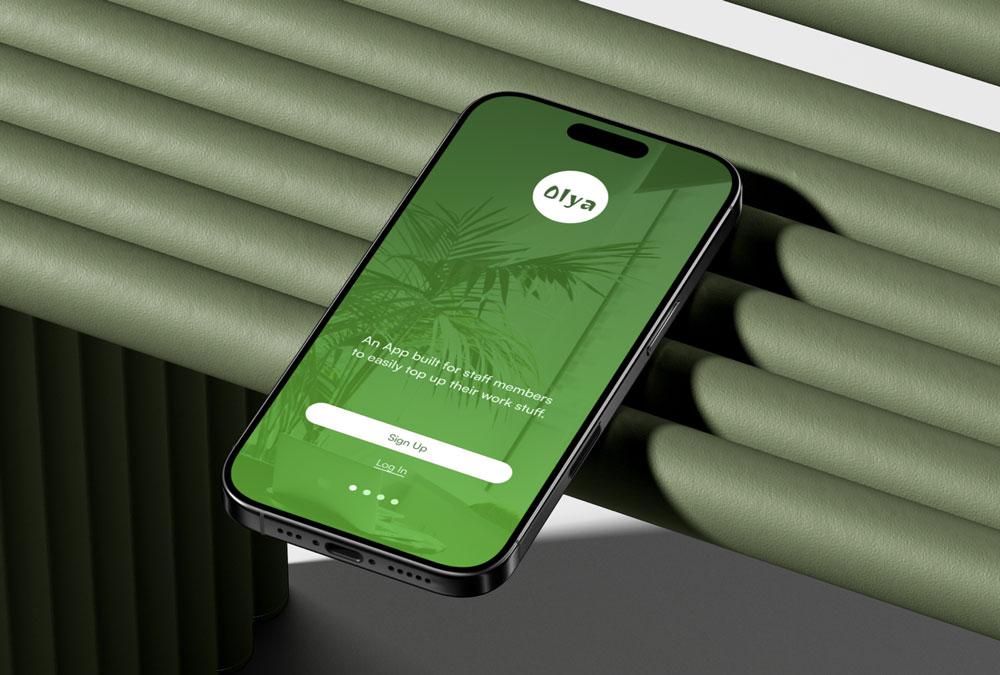 Olya
An App built for staff members
to easily top up their work stuff.
Sign Up
Log In